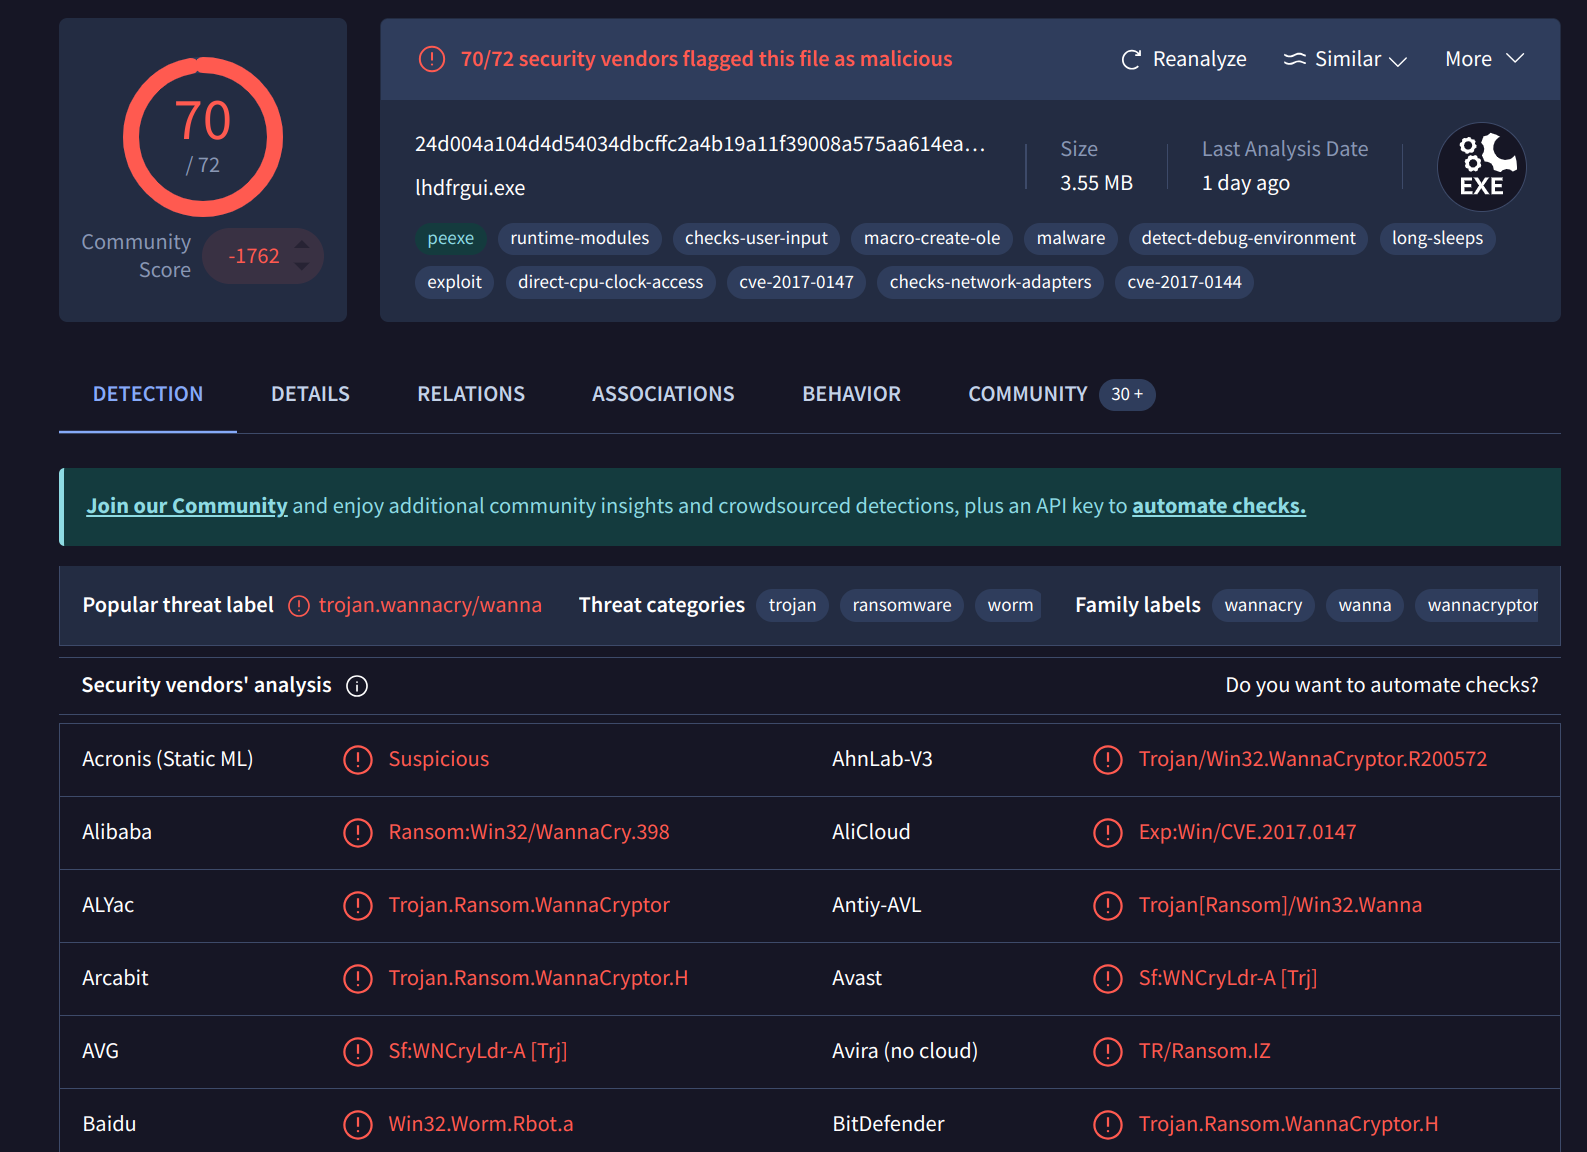 70
/ 72
Community
Score
-1762
70/72 security vendors flagged this file as malicious
Reanalyze
Similar
More
24d004a104d4d54034dbcffc2a4b19a11f39008a575aa614ea...
lhdfrgui.exe
Size
3.55 MB
Last Analysis Date
1 day ago
EXE
peexe runtime-modules checks-user-input macro-create-ole malware detect-debug-environment long-sleeps
exploit direct-cpu-clock-access cve-2017-0147 checks-network-adapters cve-2017-0144
DETECTION DETAILS RELATIONS ASSOCIATIONS BEHAVIOR COMMUNITY 30 +
Join our Community and enjoy additional community insights and crowdsourced detections, plus an API key to automate checks.
Popular threat label trojan.wannacry/wanna Threat categories trojan ransomware worm Family labels wannacry wanna wannacryptor
Security vendors' analysis Do you want to automate checks?
Acronis (Static ML) Suspicious AhnLab-V3 Trojan/Win32.WannaCryptor.R200572
Alibaba Ransom:Win32/WannaCry.398 AliCloud Exp:Win/CVE.2017.0147
ALYac Trojan.Ransom.WannaCryptor Antiy-AVL Trojan[Ransom]/Win32.Wanna
Arcabit Trojan.Ransom.WannaCryptor.H Avast Sf:WNCryLdr-A [Trj]
AVG Sf:WNCryLdr-A [Trj] Avira (no cloud) TR/Ransom.IZ
Baidu Win32.Worm.Rbot.a BitDefender Trojan.Ransom.WannaCryptor.H